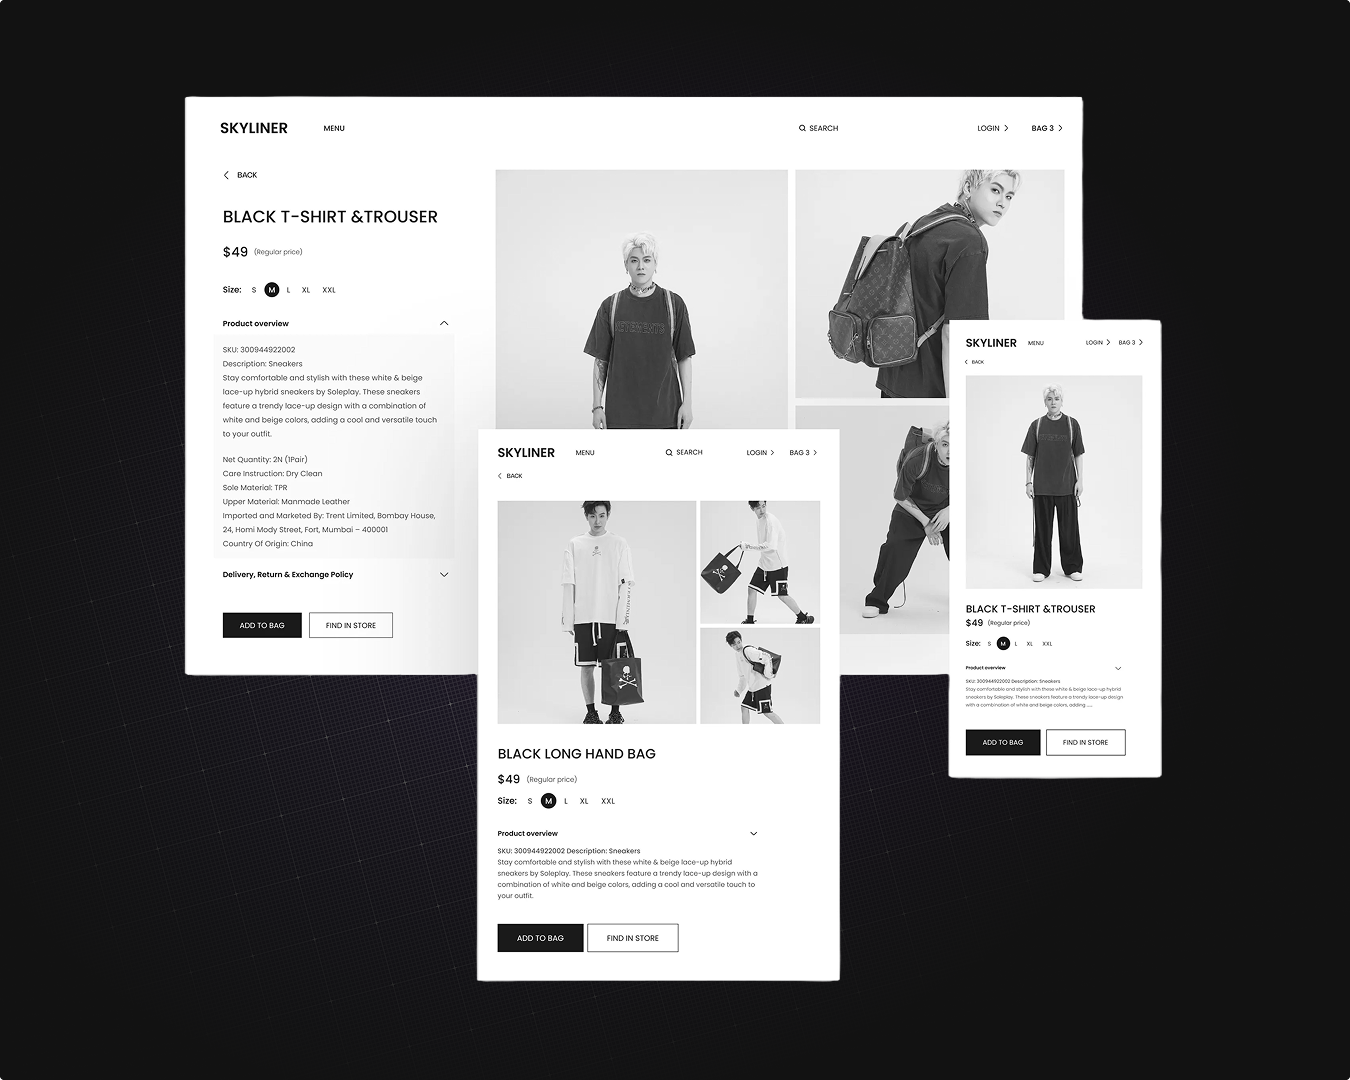 SKYLINER
MENU
SEARCH
LOGIN
BAG 3
BACK
BLACK T-SHIRT &TROUSER
$49 (Regular price)
Size: S M L XL XXL
Product overview
SKU: 300944922002
Description: Sneakers
Stay comfortable and stylish with these white & beige
lace-up hybrid sneakers by Soleplay. These sneakers
feature a trendy lace-up design with a combination of
white and beige colors, adding a cool and versatile touch
to your outfit.
Net Quantity: 2N (1Pair)
Care Instruction: Dry Clean
Sole Material: TPR
Upper Material: Manmade Leather
Imported and Marketed By: Trent Limited, Bombay House,
24, Homi Mody Street, Fort, Mumbai – 400001
Country Of Origin: China
Delivery, Return & Exchange Policy
ADD TO BAG
FIND IN STORE
VETEMENTS
SKYLINER
MENU
SEARCH
LOGIN
BAG 3
BACK
BLACK LONG HAND BAG
$49 (Regular price)
Size: S M L XL XXL
Product overview
SKU: 300944922002 Description: Sneakers
Stay comfortable and stylish with these white & beige lace-up hybrid
sneakers by Soleplay. These sneakers feature a trendy lace-up design with a
combination of white and beige colors, adding a cool and versatile touch to
your outfit.
ADD TO BAG
FIND IN STORE
SKYLINER
MENU
LOGIN
BAG 3
BACK
BLACK T-SHIRT &TROUSER
$49 (Regular price)
Size: S M L XL XXL
Product overview
SKU: 300944922002 Description: Sneakers
Stay comfortable and stylish with these white & beige lace-up hybrid
sneakers by Soleplay. These sneakers feature a trendy lace-up design
with a combination of white and beige colors, adding ....
ADD TO BAG
FIND IN STORE